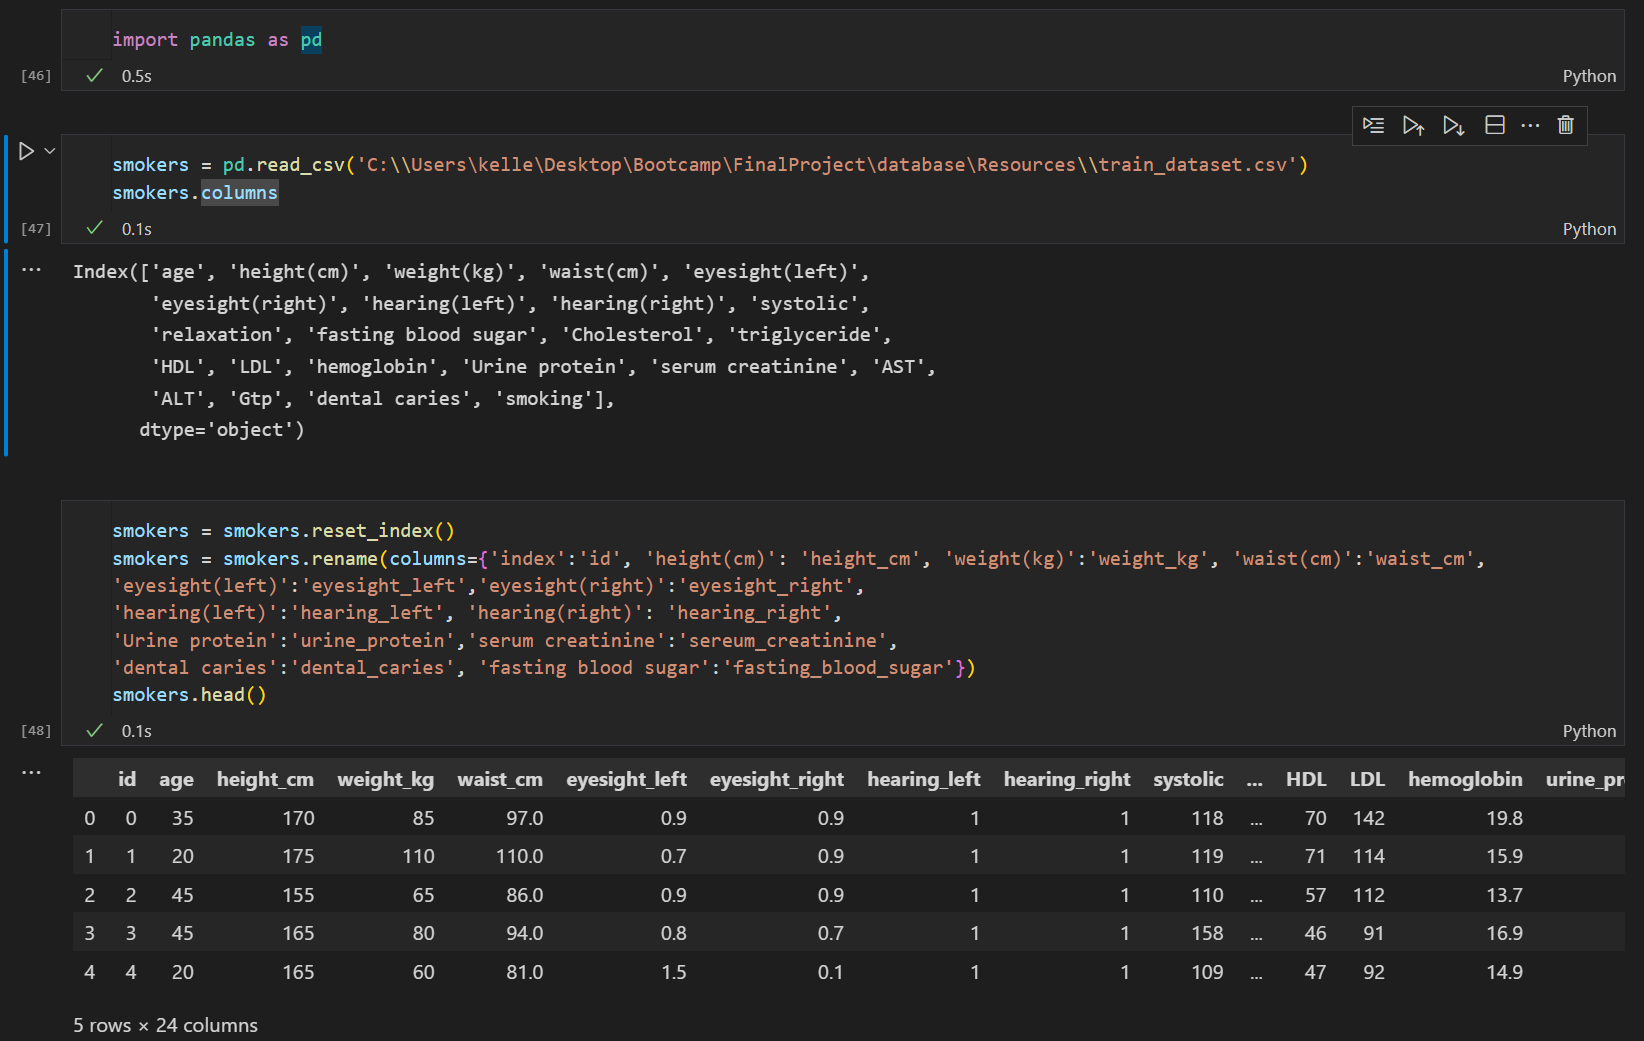 import pandas as pd
[46] 0.5s Python
smokers = pd.read_csv('C:\\Users\kelle\Desktop\Bootcamp\FinalProject\database\Resources\\train_dataset.csv')
smokers.columns
[47] 0.1s Python
... Index(['age', 'height(cm)', 'weight(kg)', 'waist(cm)', 'eyesight(left)',
'eyesight(right)', 'hearing(left)', 'hearing(right)', 'systolic',
'relaxation', 'fasting blood sugar', 'Cholesterol', 'triglyceride',
'HDL', 'LDL', 'hemoglobin', 'Urine protein', 'serum creatinine', 'AST',
'ALT', 'Gtp', 'dental caries', 'smoking'],
dtype='object')
smokers = smokers.reset_index()
smokers = smokers.rename(columns={'index':'id', 'height(cm)': 'height_cm', 'weight(kg)':'weight_kg', 'waist(cm)':'waist_cm',
'eyesight(left)':'eyesight_left','eyesight(right)':'eyesight_right',
'hearing(left)':'hearing_left', 'hearing(right)': 'hearing_right',
'Urine protein':'urine_protein','serum creatinine':'sereum_creatinine',
'dental caries':'dental_caries', 'fasting blood sugar':'fasting_blood_sugar'})
smokers.head()
[48] 0.1s Python
...
id age height_cm weight_kg waist_cm eyesight_left eyesight_right hearing_left hearing_right systolic ... HDL LDL hemoglobin urine_pr
0 0 35 170 85 97.0 0.9 0.9 1 1 118 ... 70 142 19.8
1 1 20 175 110 110.0 0.7 0.9 1 1 119 ... 71 114 15.9
2 2 45 155 65 86.0 0.9 0.9 1 1 110 ... 57 112 13.7
3 3 45 165 80 94.0 0.8 0.7 1 1 158 ... 46 91 16.9
4 4 20 165 60 81.0 1.5 0.1 1 1 109 ... 47 92 14.9
5 rows × 24 columns